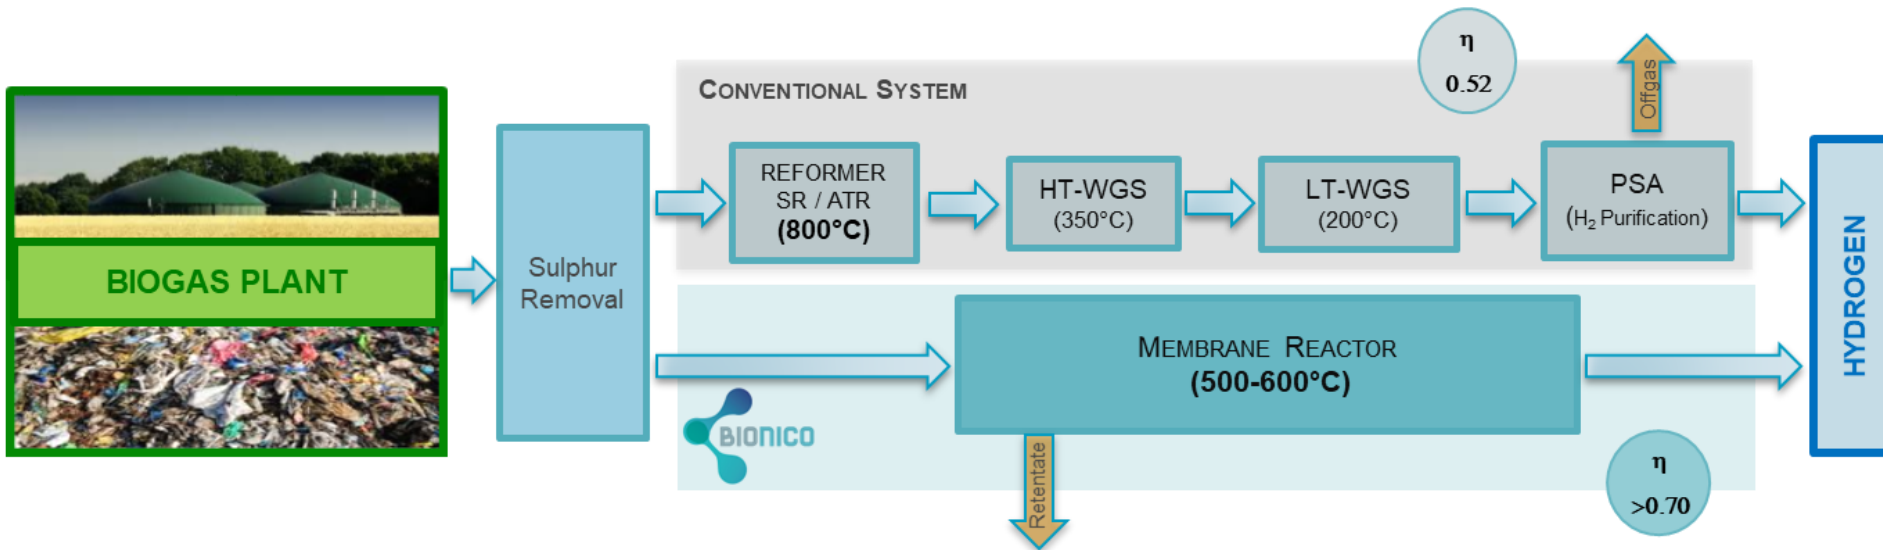 BIOGAS PLANT
Sulphur
Removal
CONVENTIONAL SYSTEM
REFORMER
SR / ATR
(800°C)
HT-WGS
(350°C)
LT-WGS
(200°C)
PSA
(H₂ Purification)
Offgas
η
0.52
MEMBRANE REACTOR
(500-600°C)
BIONICO
Retentate
η
>0.70
HYDROGEN